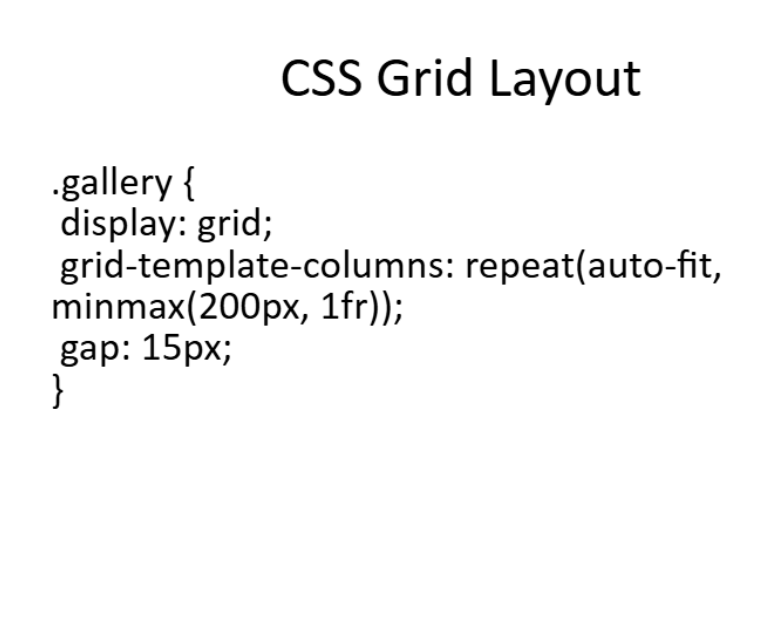 CSS Grid Layout
.gallery {
display: grid;
grid-template-columns: repeat(auto-fit,
minmax(200px, 1fr));
gap: 15px;
}